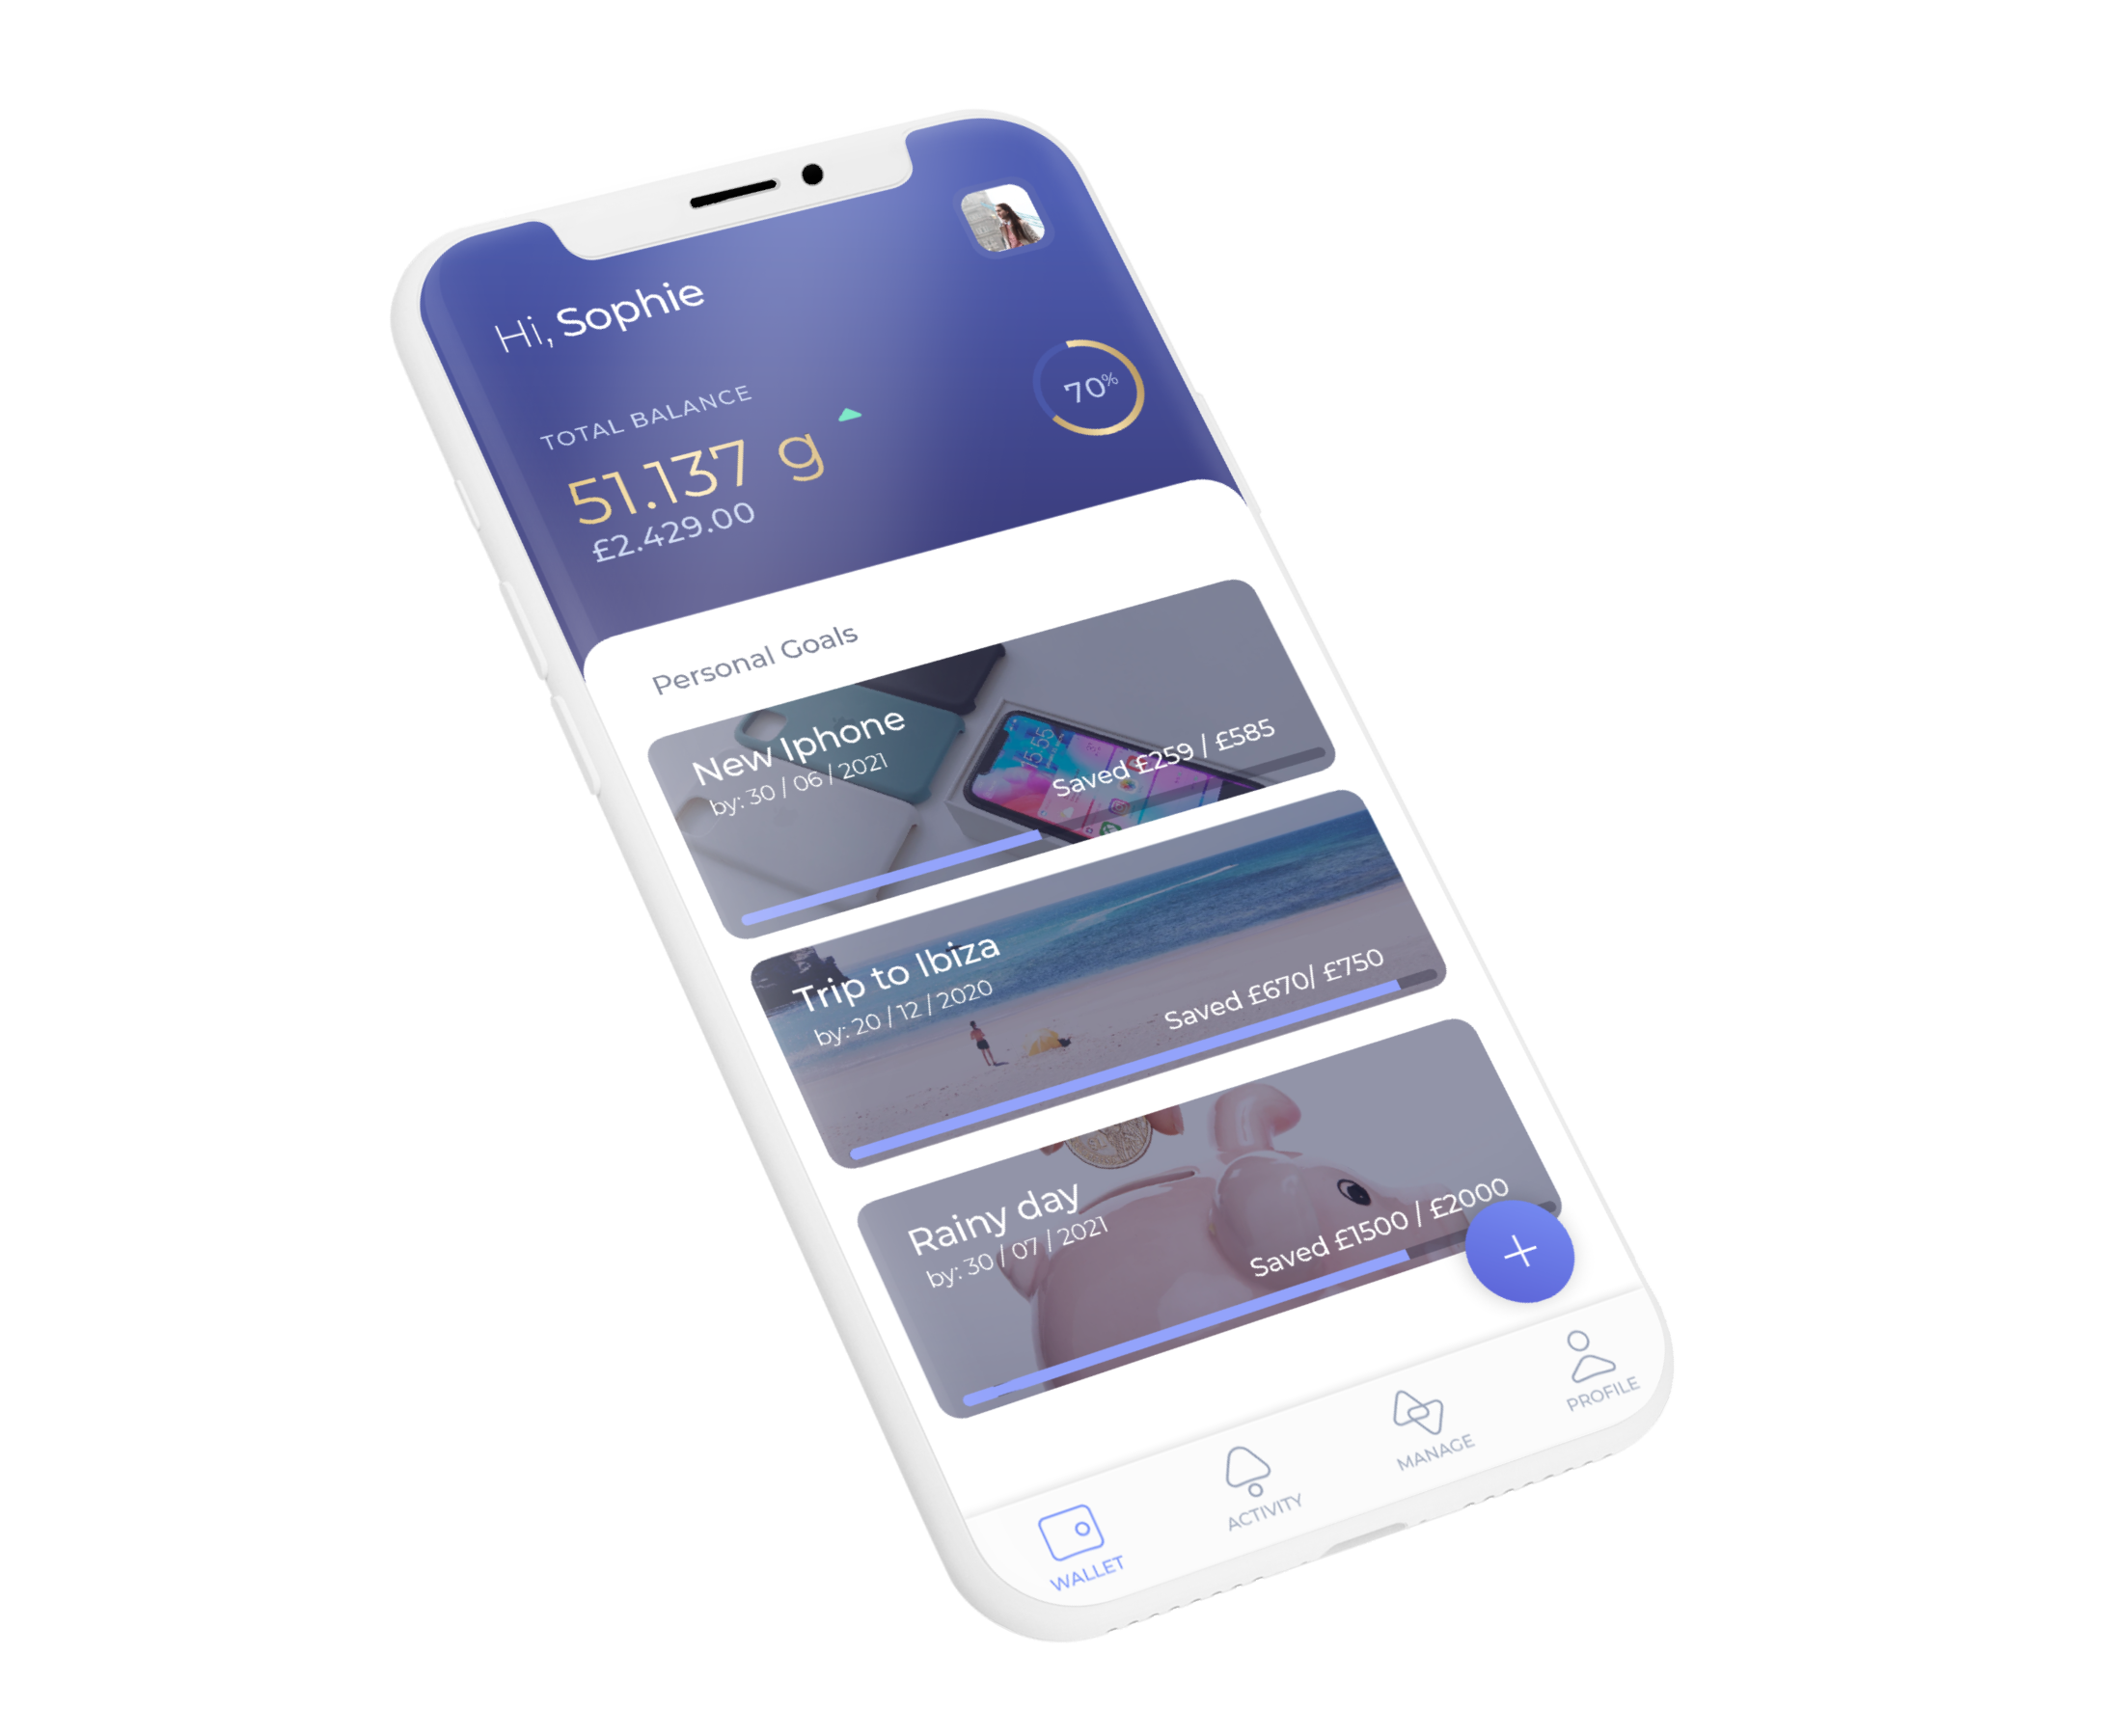 Hi, Sophie
TOTAL BALANCE
51.137 g
£2.429.00
70%
Personal Goals
New Iphone
by: 30 / 06 / 2021
Saved £259 / £585
15:55
Trip to Ibiza
by: 20 / 12 / 2020
Saved £670/ £750
Rainy day
by: 30 / 07 / 2021
Saved £1500 / £2000
WALLET
ACTIVITY
MANAGE
PROFILE